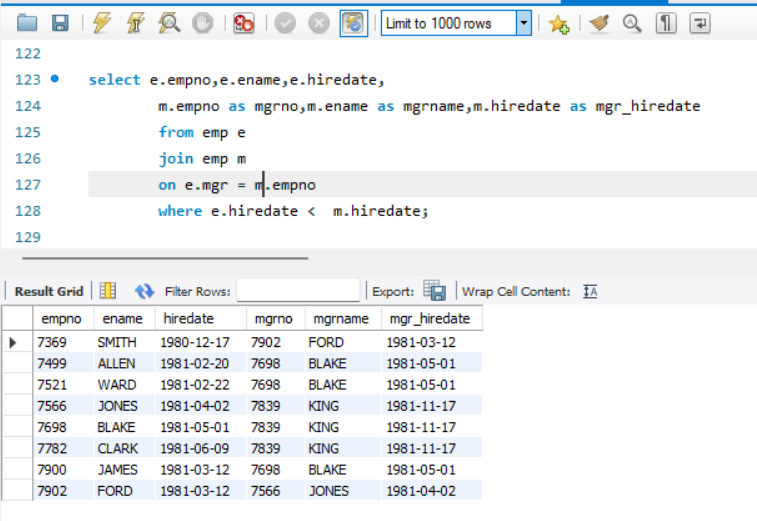 Limit to 1000 rows
122
123 select e.empno,e.ename,e.hiredate,
124 m.empno as mgrno,m.ename as mgrname,m.hiredate as mgr_hiredate
125 from emp e
126 join emp m
127 on e.mgr = m.empno
128 where e.hiredate < m.hiredate;
129
Result Grid Filter Rows: Export: Wrap Cell Content: IA
empno ename hiredate mgrno mgrname mgr_hiredate
7369 SMITH 1980-12-17 7902 FORD 1981-03-12
7499 ALLEN 1981-02-20 7698 BLAKE 1981-05-01
7521 WARD 1981-02-22 7698 BLAKE 1981-05-01
7566 JONES 1981-04-02 7839 KING 1981-11-17
7698 BLAKE 1981-05-01 7839 KING 1981-11-17
7782 CLARK 1981-06-09 7839 KING 1981-11-17
7900 JAMES 1981-03-12 7698 BLAKE 1981-05-01
7902 FORD 1981-03-12 7566 JONES 1981-04-02